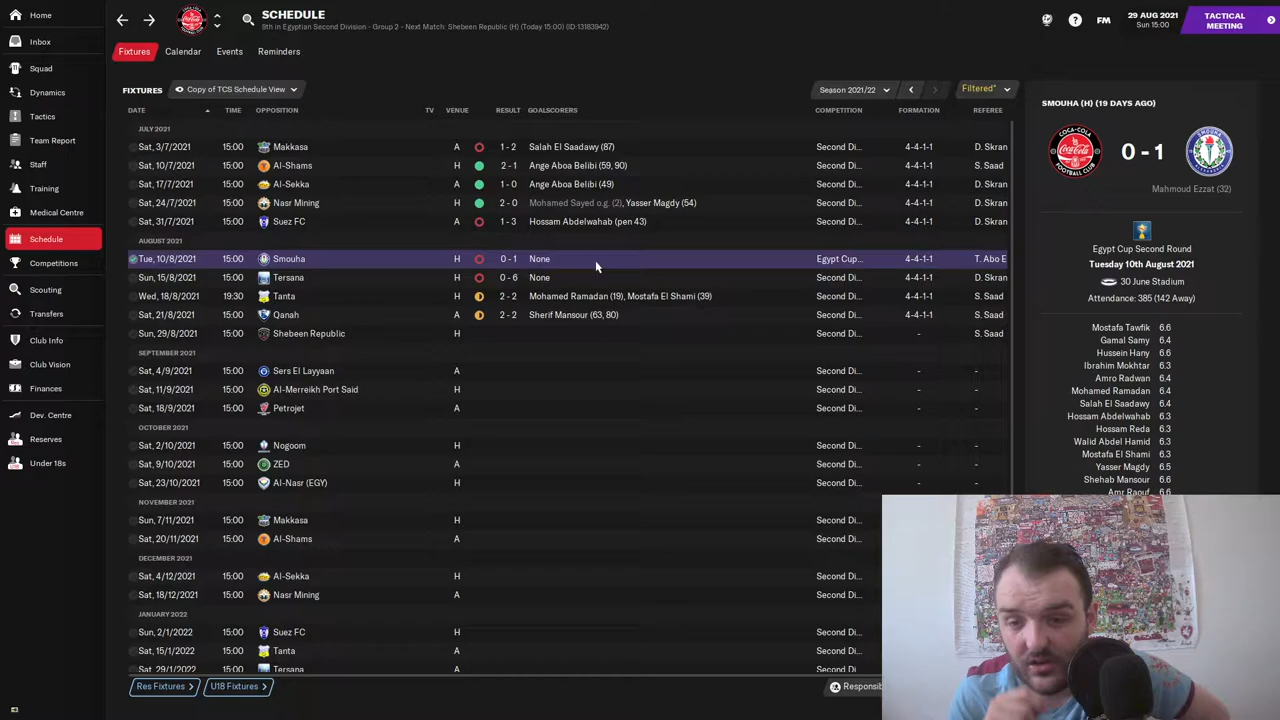 Home
Inbox
Squad
Dynamics
Tactics
Team Report
Staff
Training
Medical Centre
Schedule
Competitions
Scouting
Transfers
Club Info
Club Vision
Finances
Dev. Centre
Reserves
Under 18s
SCHEDULE
9th in Egyptian Second Division - Group 2 - Next Match: Shebeen Republic (H) (Today 15:00) (ID:13183942)
FM
29 AUG 2021
Sun 15:00
TACTICAL MEETING
Fixtures Calendar Events Reminders
FIXTURES Copy of TCS Schedule View Season 2021/22 Filtered*
DATE TIME OPPOSITION TV VENUE RESULT GOALSCORERS COMPETITION FORMATION REFEREE
JULY 2021
Sat, 3/7/2021 15:00 Makkasa A 1 - 2 Salah El Saadawy (87) Second Di... 4-4-1-1 D. Skran
Sat, 10/7/2021 15:00 Al-Shams H 2 - 1 Ange Aboa Belibi (59, 90) Second Di... 4-4-1-1 S. Saad
Sat, 17/7/2021 15:00 Al-Sekka A 1 - 0 Ange Aboa Belibi (49) Second Di... 4-4-1-1 D. Skran
Sat, 24/7/2021 15:00 Nasr Mining H 2 - 0 Mohamed Sayed o.g. (2), Yasser Magdy (54) Second Di... 4-4-1-1 D. Skran
Sat, 31/7/2021 15:00 Suez FC A 1 - 3 Hossam Abdelwahab (pen 43) Second Di... 4-4-1-1 D. Skran
AUGUST 2021
Tue, 10/8/2021 15:00 Smouha H 0 - 1 None Egypt Cup... 4-4-1-1 T. Abo E
Sun, 15/8/2021 15:00 Tersana H 0 - 6 None Second Di... 4-4-1-1 D. Skran
Wed, 18/8/2021 19:30 Tanta H 2 - 2 Mohamed Ramadan (19), Mostafa El Shami (39) Second Di... 4-4-1-1 S. Saad
Sat, 21/8/2021 15:00 Qanah A 2 - 2 Sherif Mansour (63, 80) Second Di... 4-4-1-1 S. Saad
Sun, 29/8/2021 15:00 Shebeen Republic H Second Di... - S. Saad
SEPTEMBER 2021
Sat, 4/9/2021 15:00 Sers El Layyaan A Second Di... - -
Sat, 11/9/2021 15:00 Al-Merreikh Port Said H Second Di... - -
Sat, 18/9/2021 15:00 Petrojet A Second Di... - -
OCTOBER 2021
Sat, 2/10/2021 15:00 Nogoom H Second Di... - -
Sat, 9/10/2021 15:00 ZED A Second Di... - -
Sat, 23/10/2021 15:00 Al-Nasr (EGY) H Second Di... - -
NOVEMBER 2021
Sun, 7/11/2021 15:00 Makkasa H
Sat, 20/11/2021 15:00 Al-Shams A
DECEMBER 2021
Sat, 4/12/2021 15:00 Al-Sekka H
Sat, 18/12/2021 15:00 Nasr Mining A
JANUARY 2022
Sun, 2/1/2022 15:00 Suez FC H
Sat, 15/1/2022 15:00 Tanta A
Sat, 29/1/2022 15:00 Tersana A
Res Fixtures U18 Fixtures Responsib
SMOUHA (H) (19 DAYS AGO)
COCA-COLA
Coca-Cola
FOOTBALL CLUB
0 - 1
Mahmoud Ezzat (32)
Egypt Cup Second Round
Tuesday 10th August 2021
30 June Stadium
Attendance: 385 (142 Away)
Mostafa Tawfik 6.6
Gamal Samy 6.4
Hussein Hany 6.6
Ibrahim Mokhtar 6.3
Amro Radwan 6.4
Mohamed Ramadan 6.4
Salah El Saadawy 6.4
Hossam Abdelwahab 6.3
Hossam Reda 6.3
Walid Abdel Hamid 6.3
Mostafa El Shami 6.3
Yasser Magdy 6.5
Shehab Mansour 6.6
Amr Raouf 6.6